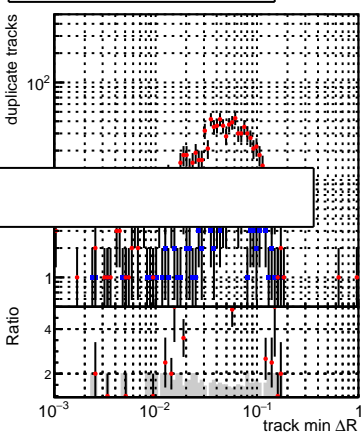 duplicate tracks
10²
1
Ratio
4
2
10⁻³
10⁻²
10⁻¹
1
track min ΔR